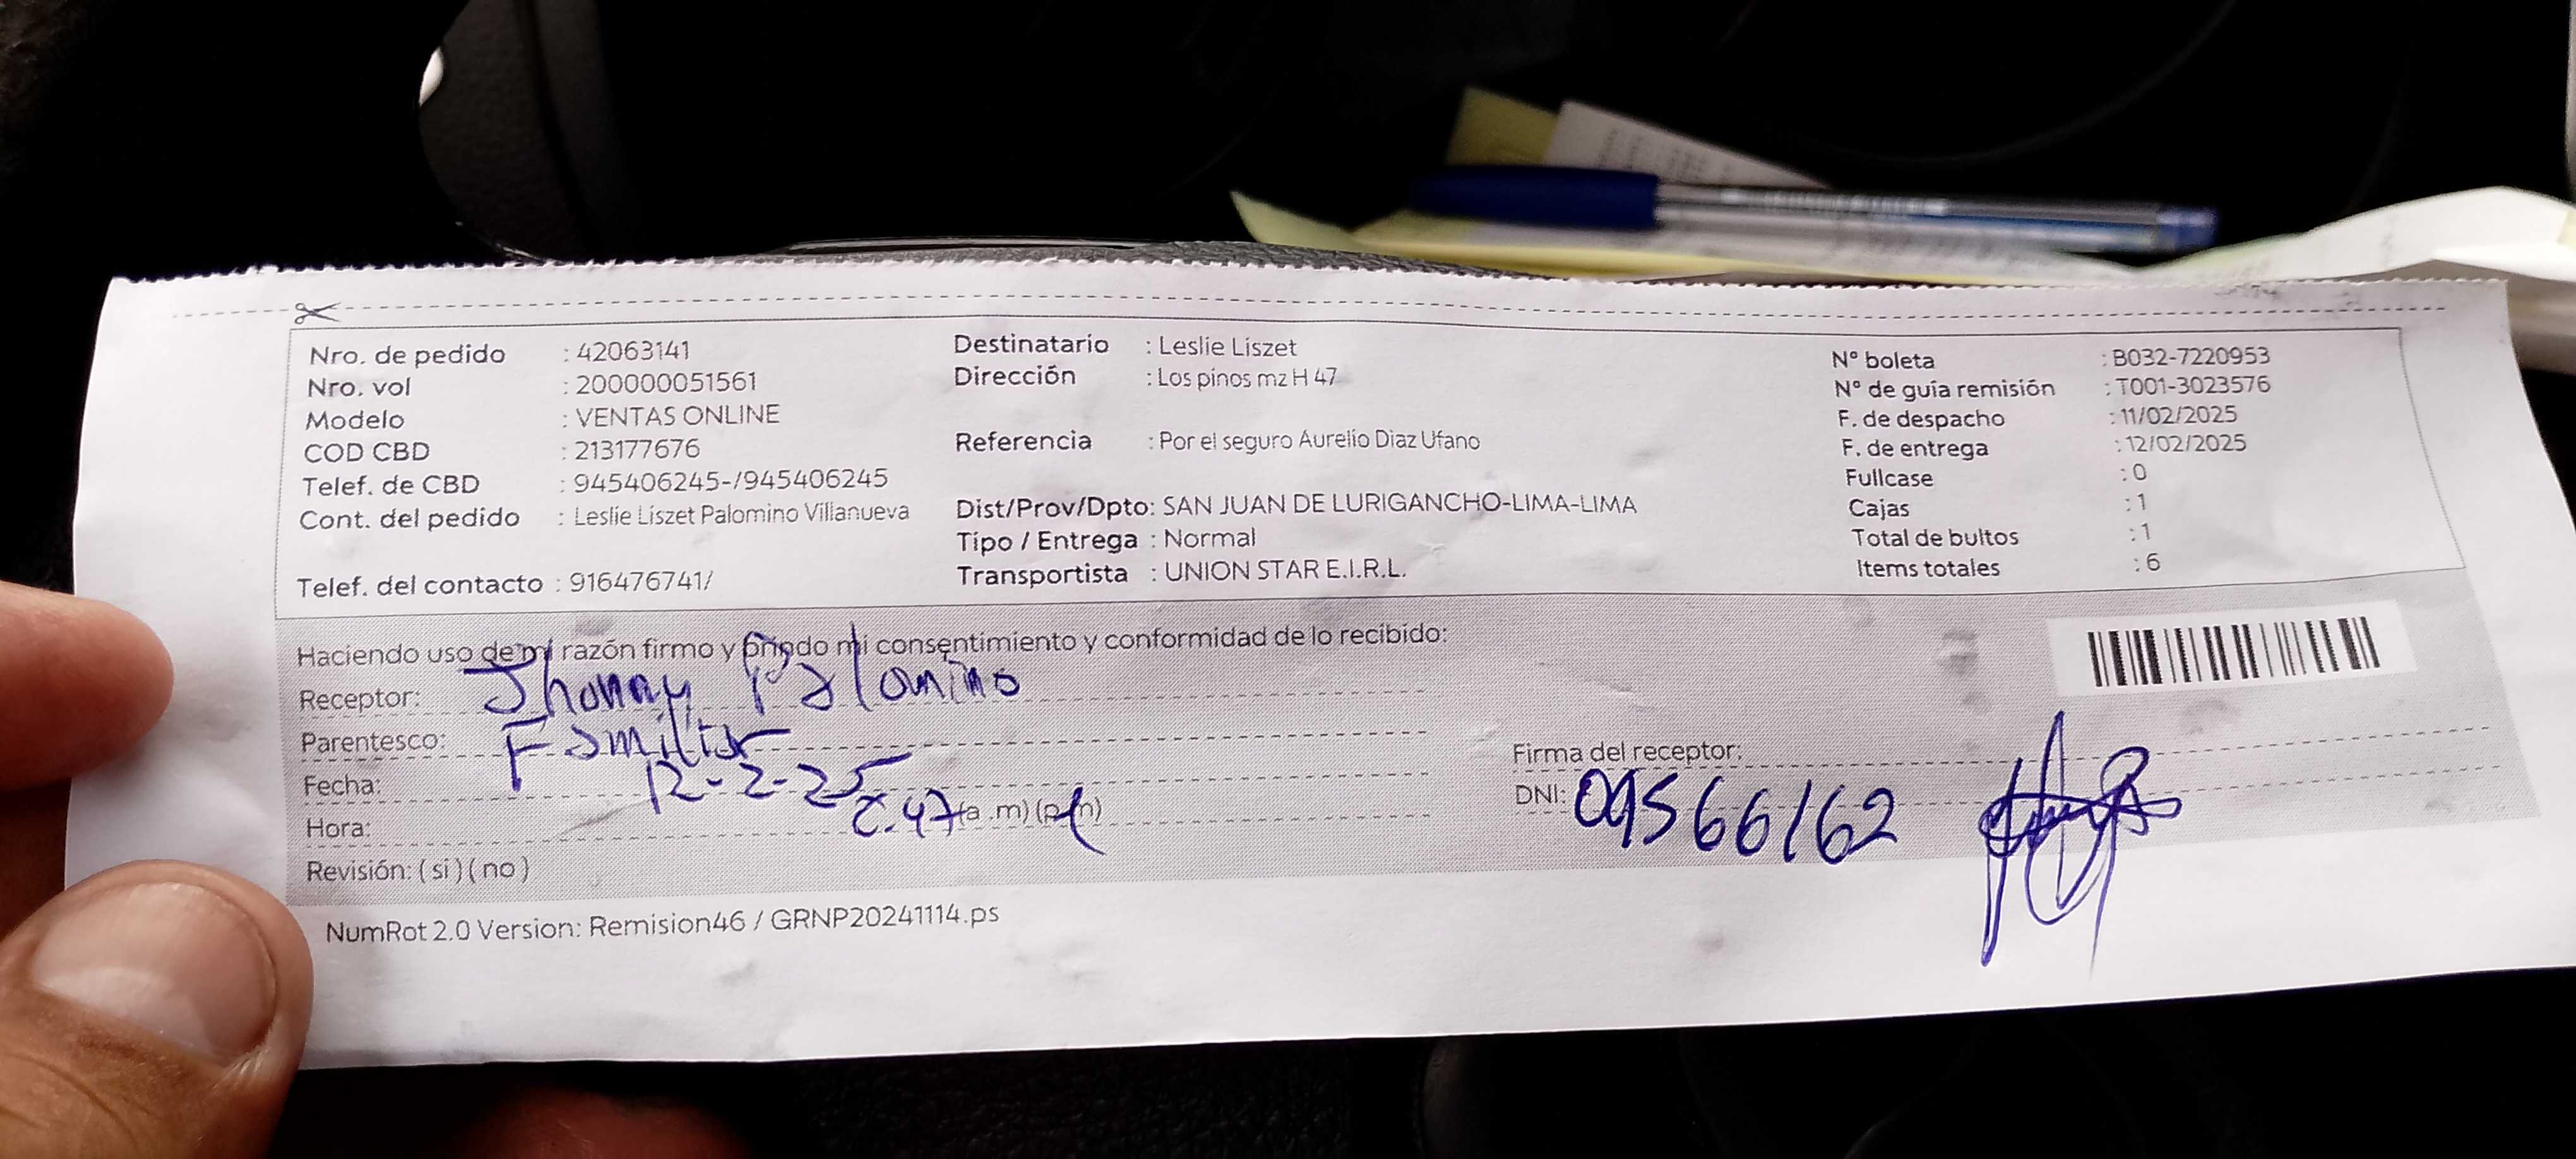 Nro. de pedido : 42063141
Nro. vol : 200000051561
Modelo : VENTAS ONLINE
COD CBD : 213177676
Telef. de CBD : 945406245-/945406245
Cont. del pedido : Leslie Liszet Palomino Villanueva
Telef. del contacto : 916476741/
Destinatario : Leslie Liszet
Dirección : Los pinos mz H 47
Referencia : Por el seguro Aurelio Diaz Ufano
Dist/Prov/Dpto: SAN JUAN DE LURIGANCHO-LIMA-LIMA
Tipo / Entrega : Normal
Transportista : UNION STAR E.I.R.L.
N° boleta : B032-7220953
N° de guía remisión : T001-3023576
F. de despacho : 11/02/2025
F. de entrega : 12/02/2025
Fullcase : 0
Cajas : 1
Total de bultos : 1
Items totales : 6
Haciendo uso de mi razón firmo y brindo mi consentimiento y conformidad de lo recibido:
Receptor: Jhonny Palomino
Parentesco: Familiar
Fecha: 12-2-25
Hora: (a .m) (p.m)
Revisión: ( si ) ( no )
Firma del receptor:
DNI: 09566162
NumRot 2.0 Version: Remision46 / GRNP20241114.ps